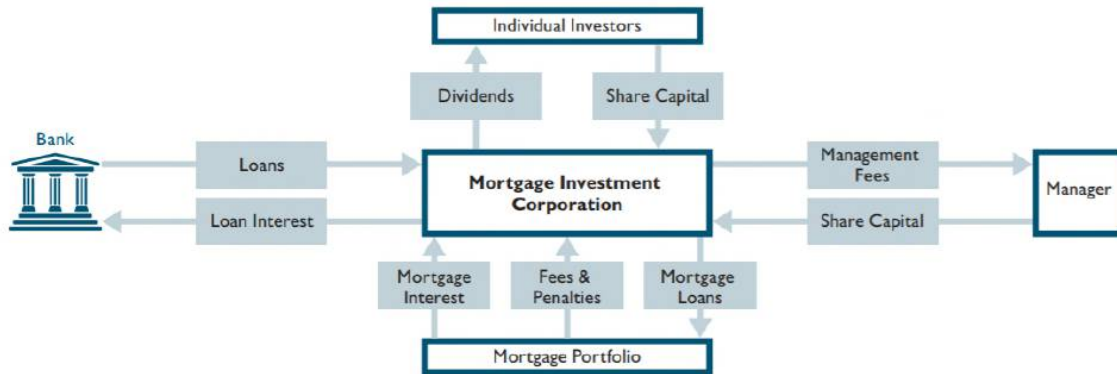 Individual Investors
Dividends
Share Capital
Bank
Loans
Mortgage Investment
Corporation
Management
Fees
Manager
Loan Interest
Share Capital
Mortgage
Interest
Fees &
Penalties
Mortgage
Loans
Mortgage Portfolio